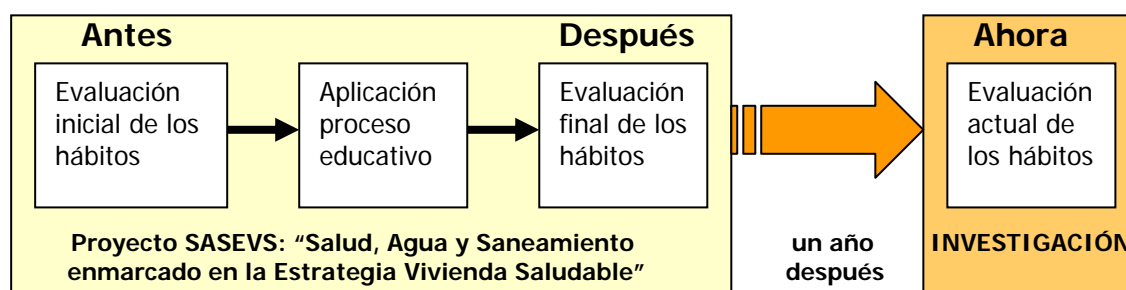 Antes
Después
Ahora
Evaluación
inicial de los
hábitos
Aplicación
proceso
educativo
Evaluación
final de los
hábitos
Evaluación
actual de
los hábitos
Proyecto SASEVS: “Salud, Agua y Saneamiento
enmarcado en la Estrategia Vivienda Saludable”
un año
después
INVESTIGACIÓN